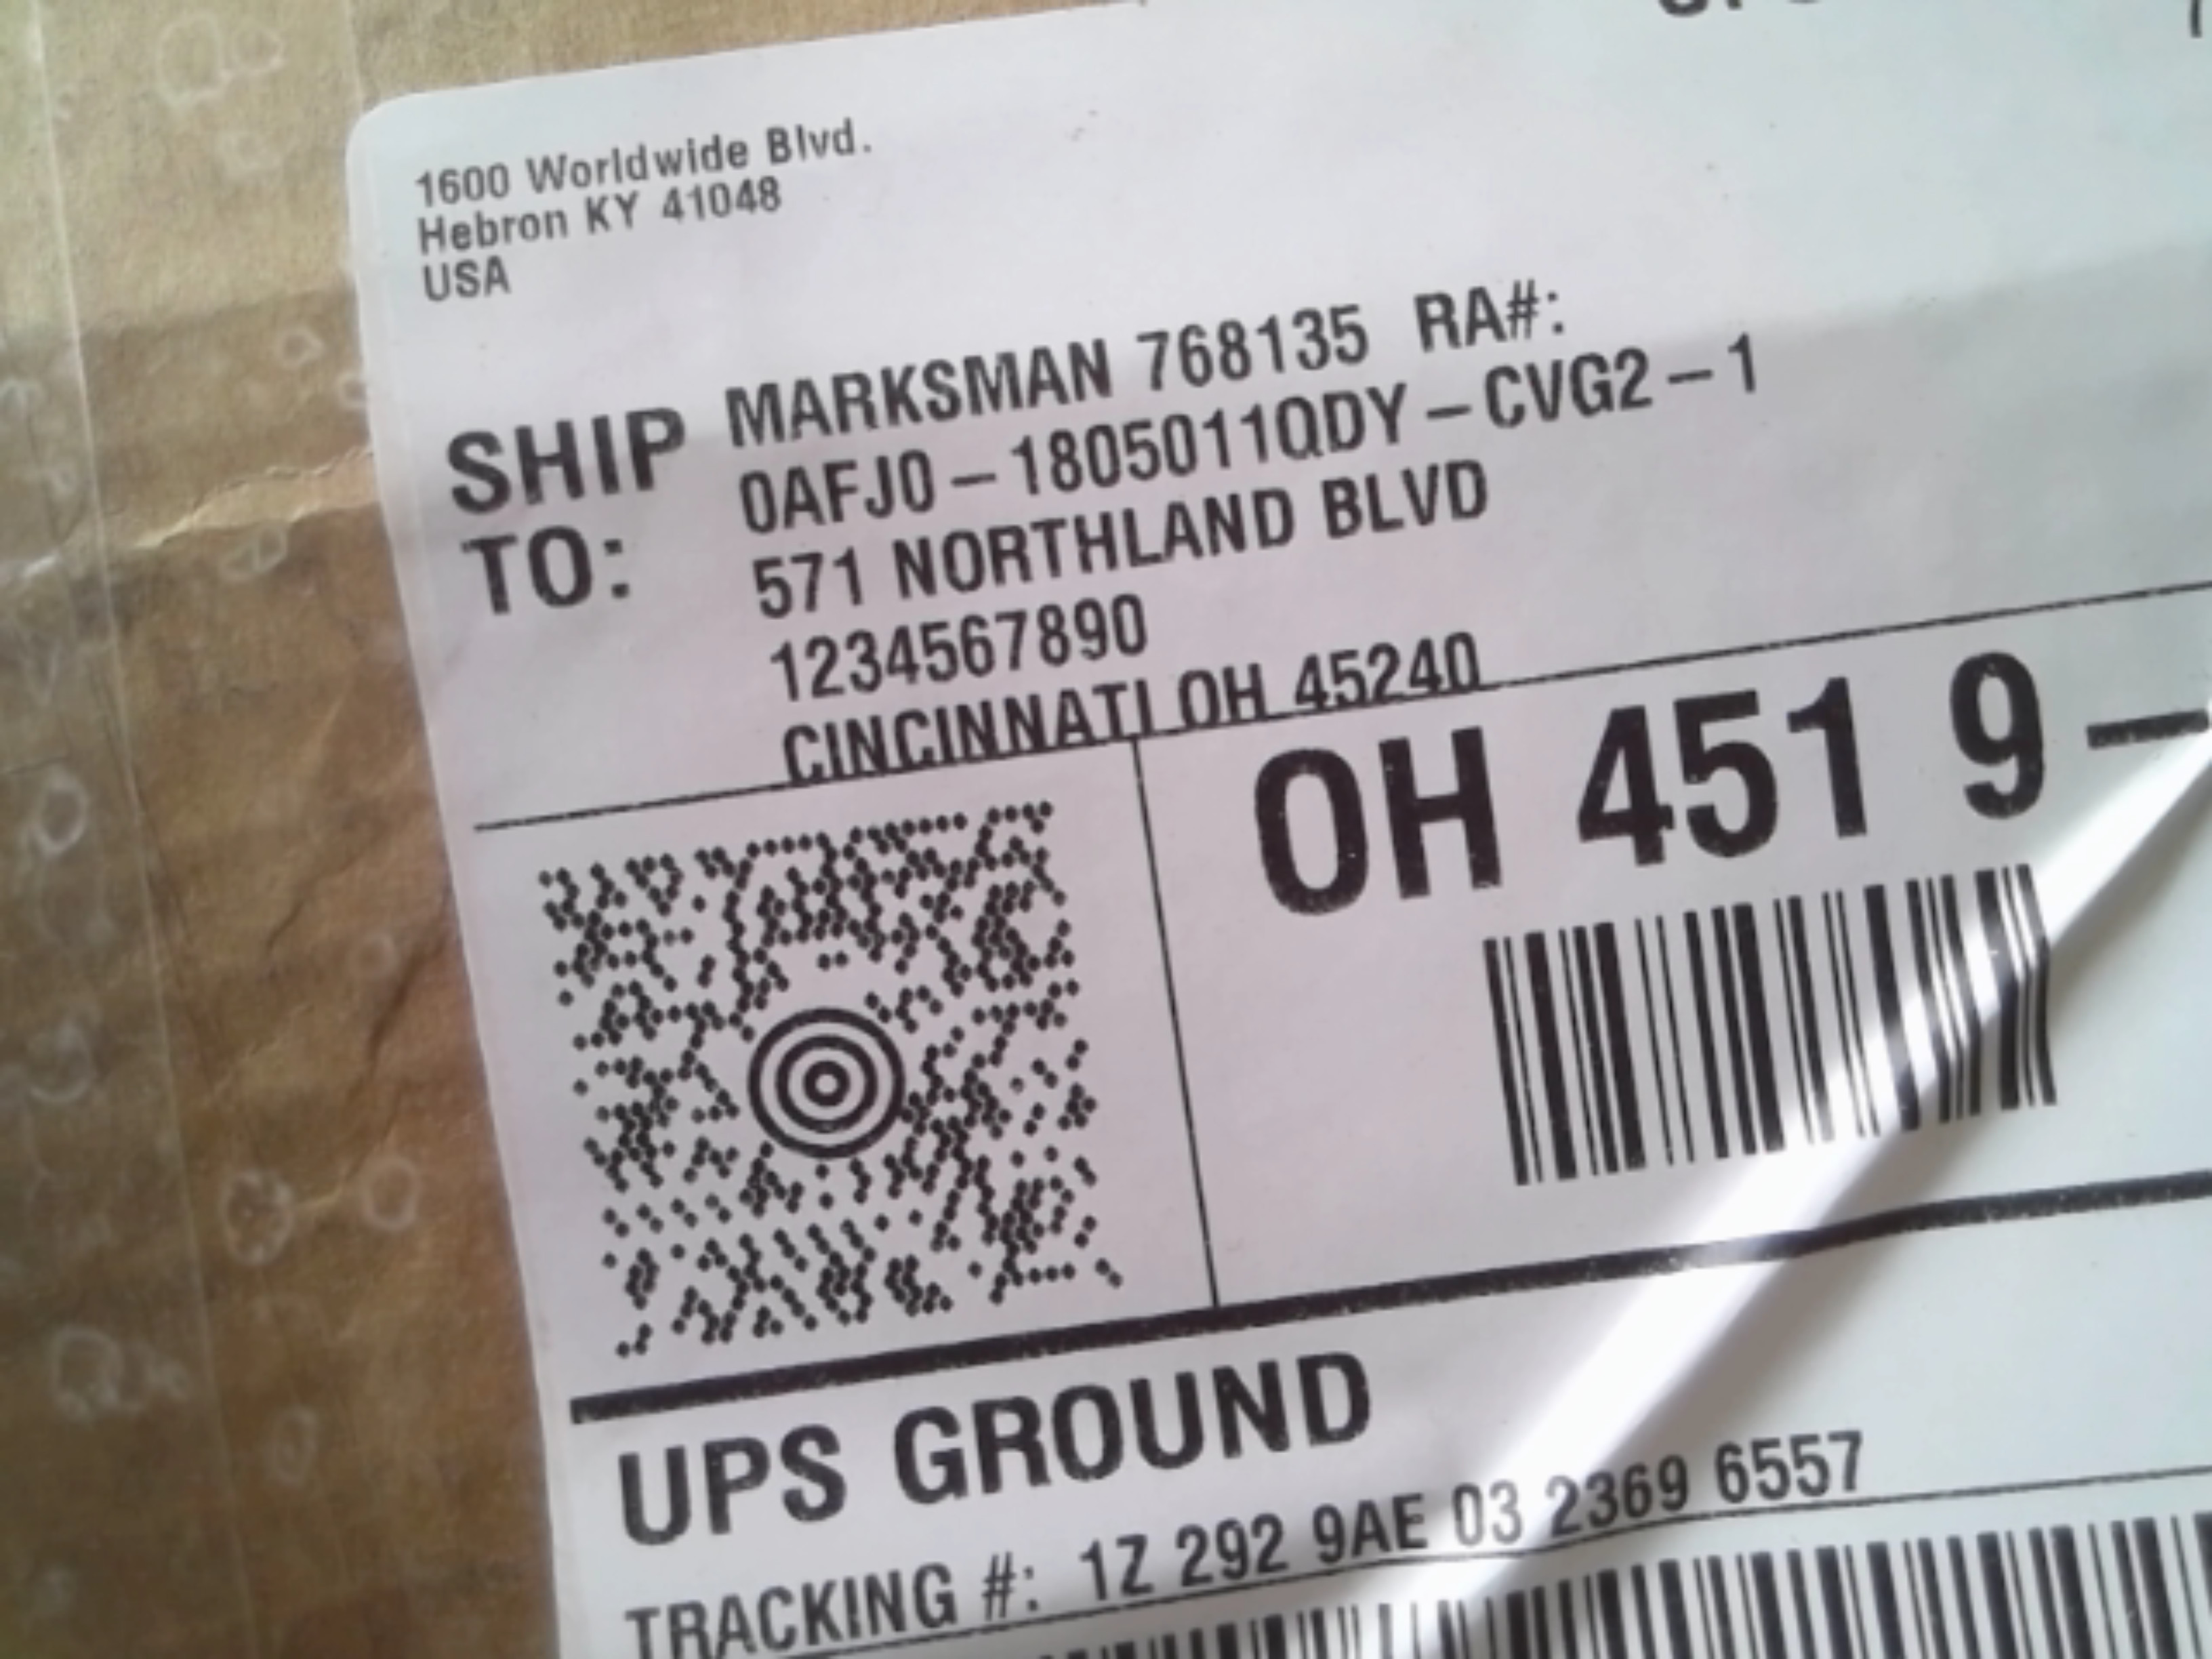 1600 Worldwide Blvd.
Hebron KY 41048
USA
SHIP TO:
MARKSMAN 768135 RA#:
0AFJ0-1805011QDY-CVG2-1
571 NORTHLAND BLVD
1234567890
CINCINNATI OH 45240
OH 451 9-
UPS GROUND
TRACKING #: 1Z 292 9AE 03 2369 6557